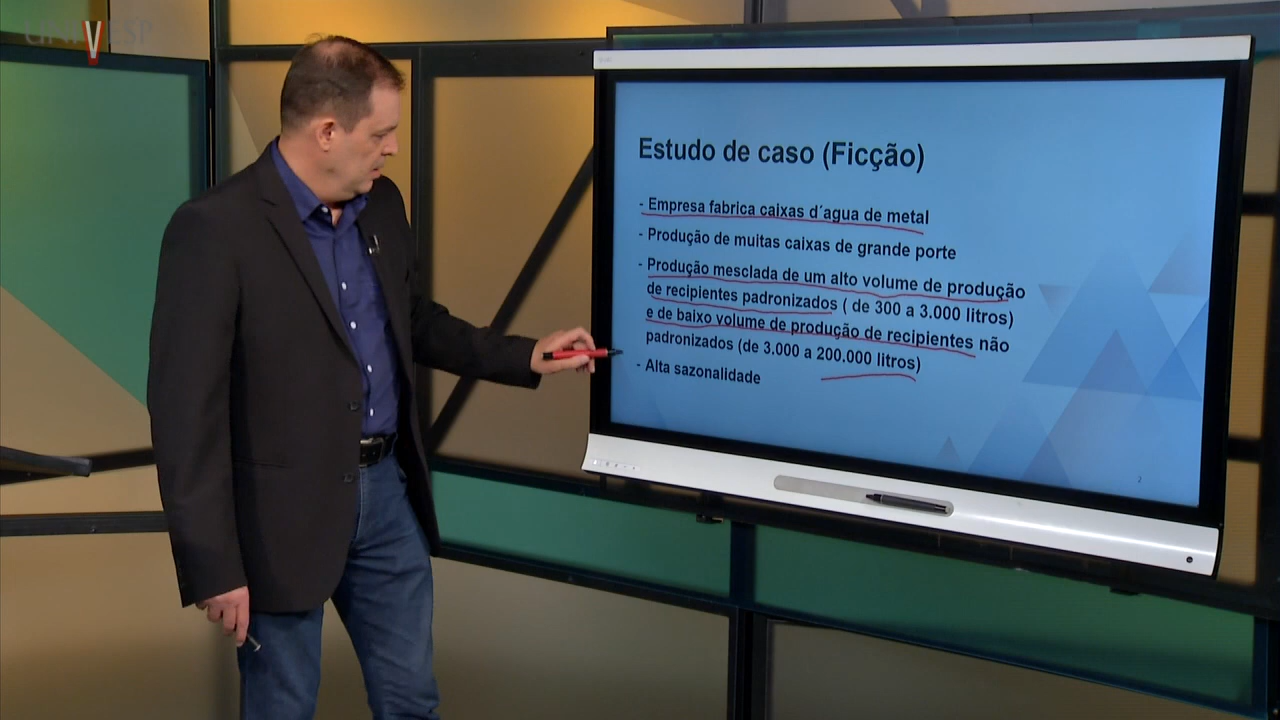 UNIVESP
Estudo de caso (Ficção)
- Empresa fabrica caixas d´agua de metal
- Produção de muitas caixas de grande porte
- Produção mesclada de um alto volume de produção
de recipientes padronizados ( de 300 a 3.000 litros)
e de baixo volume de produção de recipientes não
padronizados (de 3.000 a 200.000 litros)
- Alta sazonalidade
2